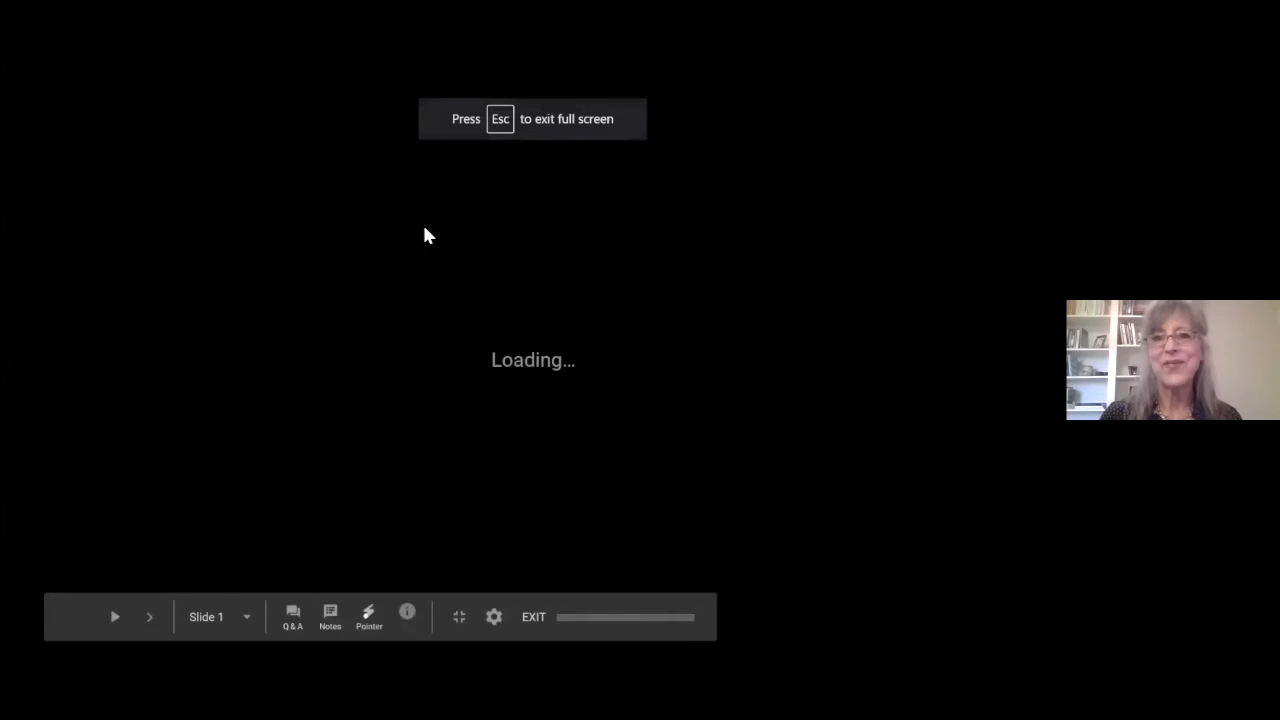 Press Esc to exit full screen
Loading...
Slide 1
Q & A
Notes
Pointer
EXIT